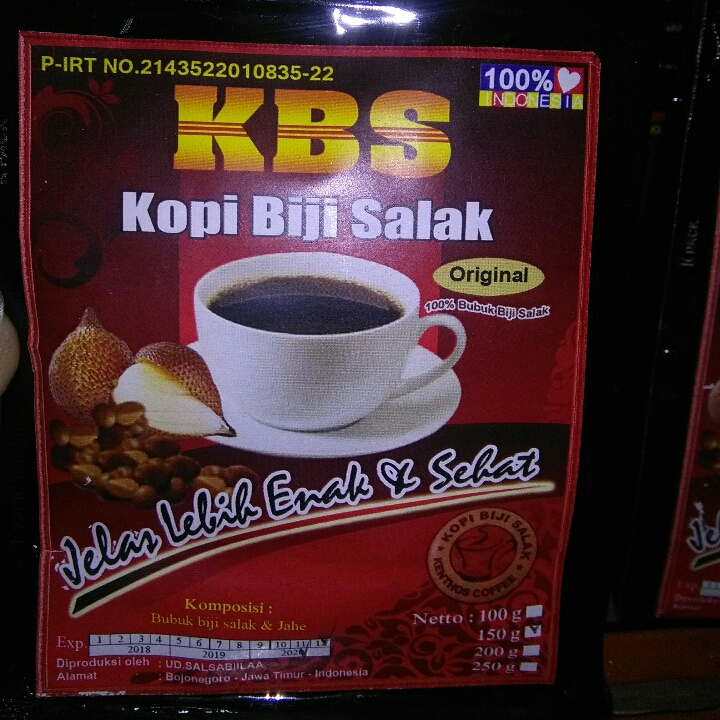 P-IRT NO.2143522010835-22
100%
INDONESIA
KBS
Kopi Biji Salak
Original
100% Bubuk Biji Salak
Jelas Lebih Enak & Sehat
KOPI BIJI SALAK
KENTHOS COFFEE
Komposisi :
Bubuk biji salak & Jahe
Netto : 100 g
150 g
200 g
250 g
Exp. 1 2 3 4 5 6 7 8 9 10 11 12
2018 2019 2020
Diproduksi oleh : UD.SALSABIILAA
Alamat : Bojonegoro - Jawa Timur - Indonesia